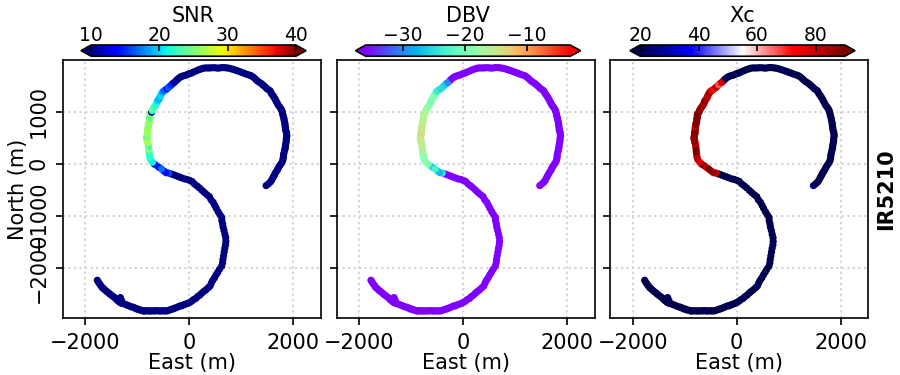 SNR DBV Xc
10 20 30 40 −30 −20 −10 20 40 60 80
North (m)
1000
0
−1000
−2000
IR5210
−2000 0 2000 −2000 0 2000 −2000 0 2000
East (m) East (m) East (m)